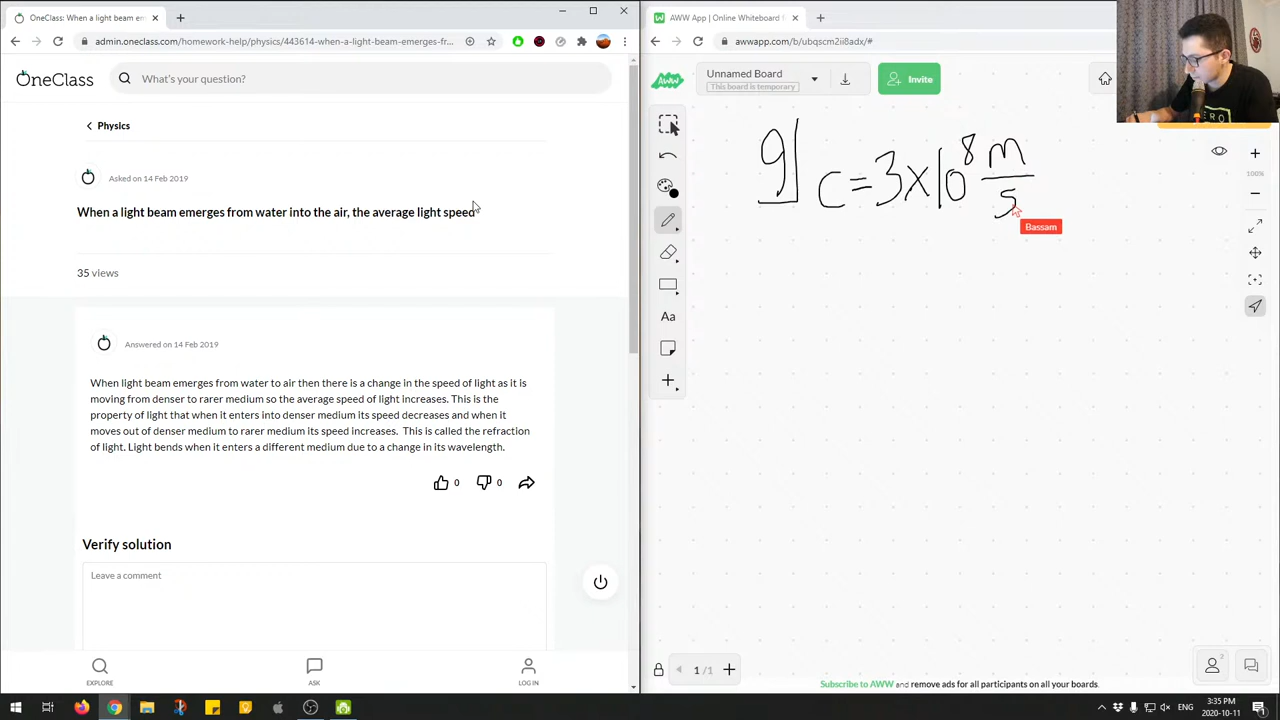 OneClass: When a light beam em
AWW App | Online Whiteboard f
admin.oneclass.com/homework-help/physics/443614-when-a-light-beam-emerges-fr...
awwapp.com/b/ubqscm2ii8adx/#
OneClass
What's your question?
AWW
Unnamed Board
This board is temporary
Invite
Physics
Asked on 14 Feb 2019
When a light beam emerges from water into the air, the average light speed
35 views
Answered on 14 Feb 2019
When light beam emerges from water to air then there is a change in the speed of light as it is
moving from denser to rarer medium so the average speed of light increases. This is the
property of light that when it enters into denser medium its speed decreases and when it
moves out of denser medium to rarer medium its speed increases. This is called the refraction
of light. Light bends when it enters a different medium due to a change in its wavelength.
0
0
Verify solution
Leave a comment
EXPLORE
ASK
LOG IN
9| c = 3 x 10^8 m/s
Bassam
Aa
100%
1 / 1
Subscribe to AWW and remove ads for all participants on all your boards.
ENG
3:35 PM
2020-10-11